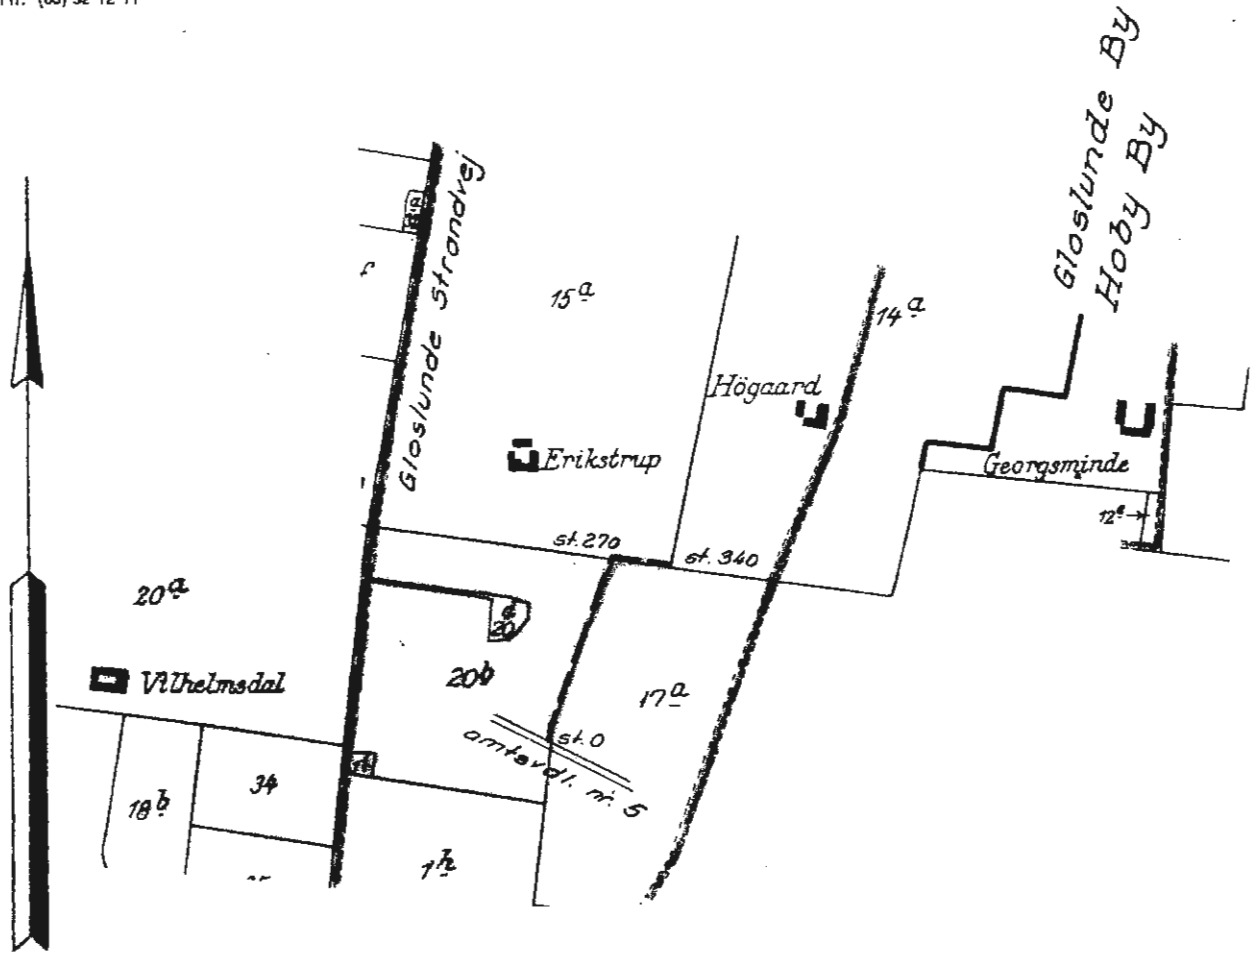 Gloslunde By
Hoby By
Gloslunde Strandvej
15a
14a
Högaard
Erikstrup
Georgsminde
12e
st. 270
st. 340
20a
d
20
Vilhelmsdal
20b
17a
st. 0
amtsvdl. nr. 5
34
18b
1h